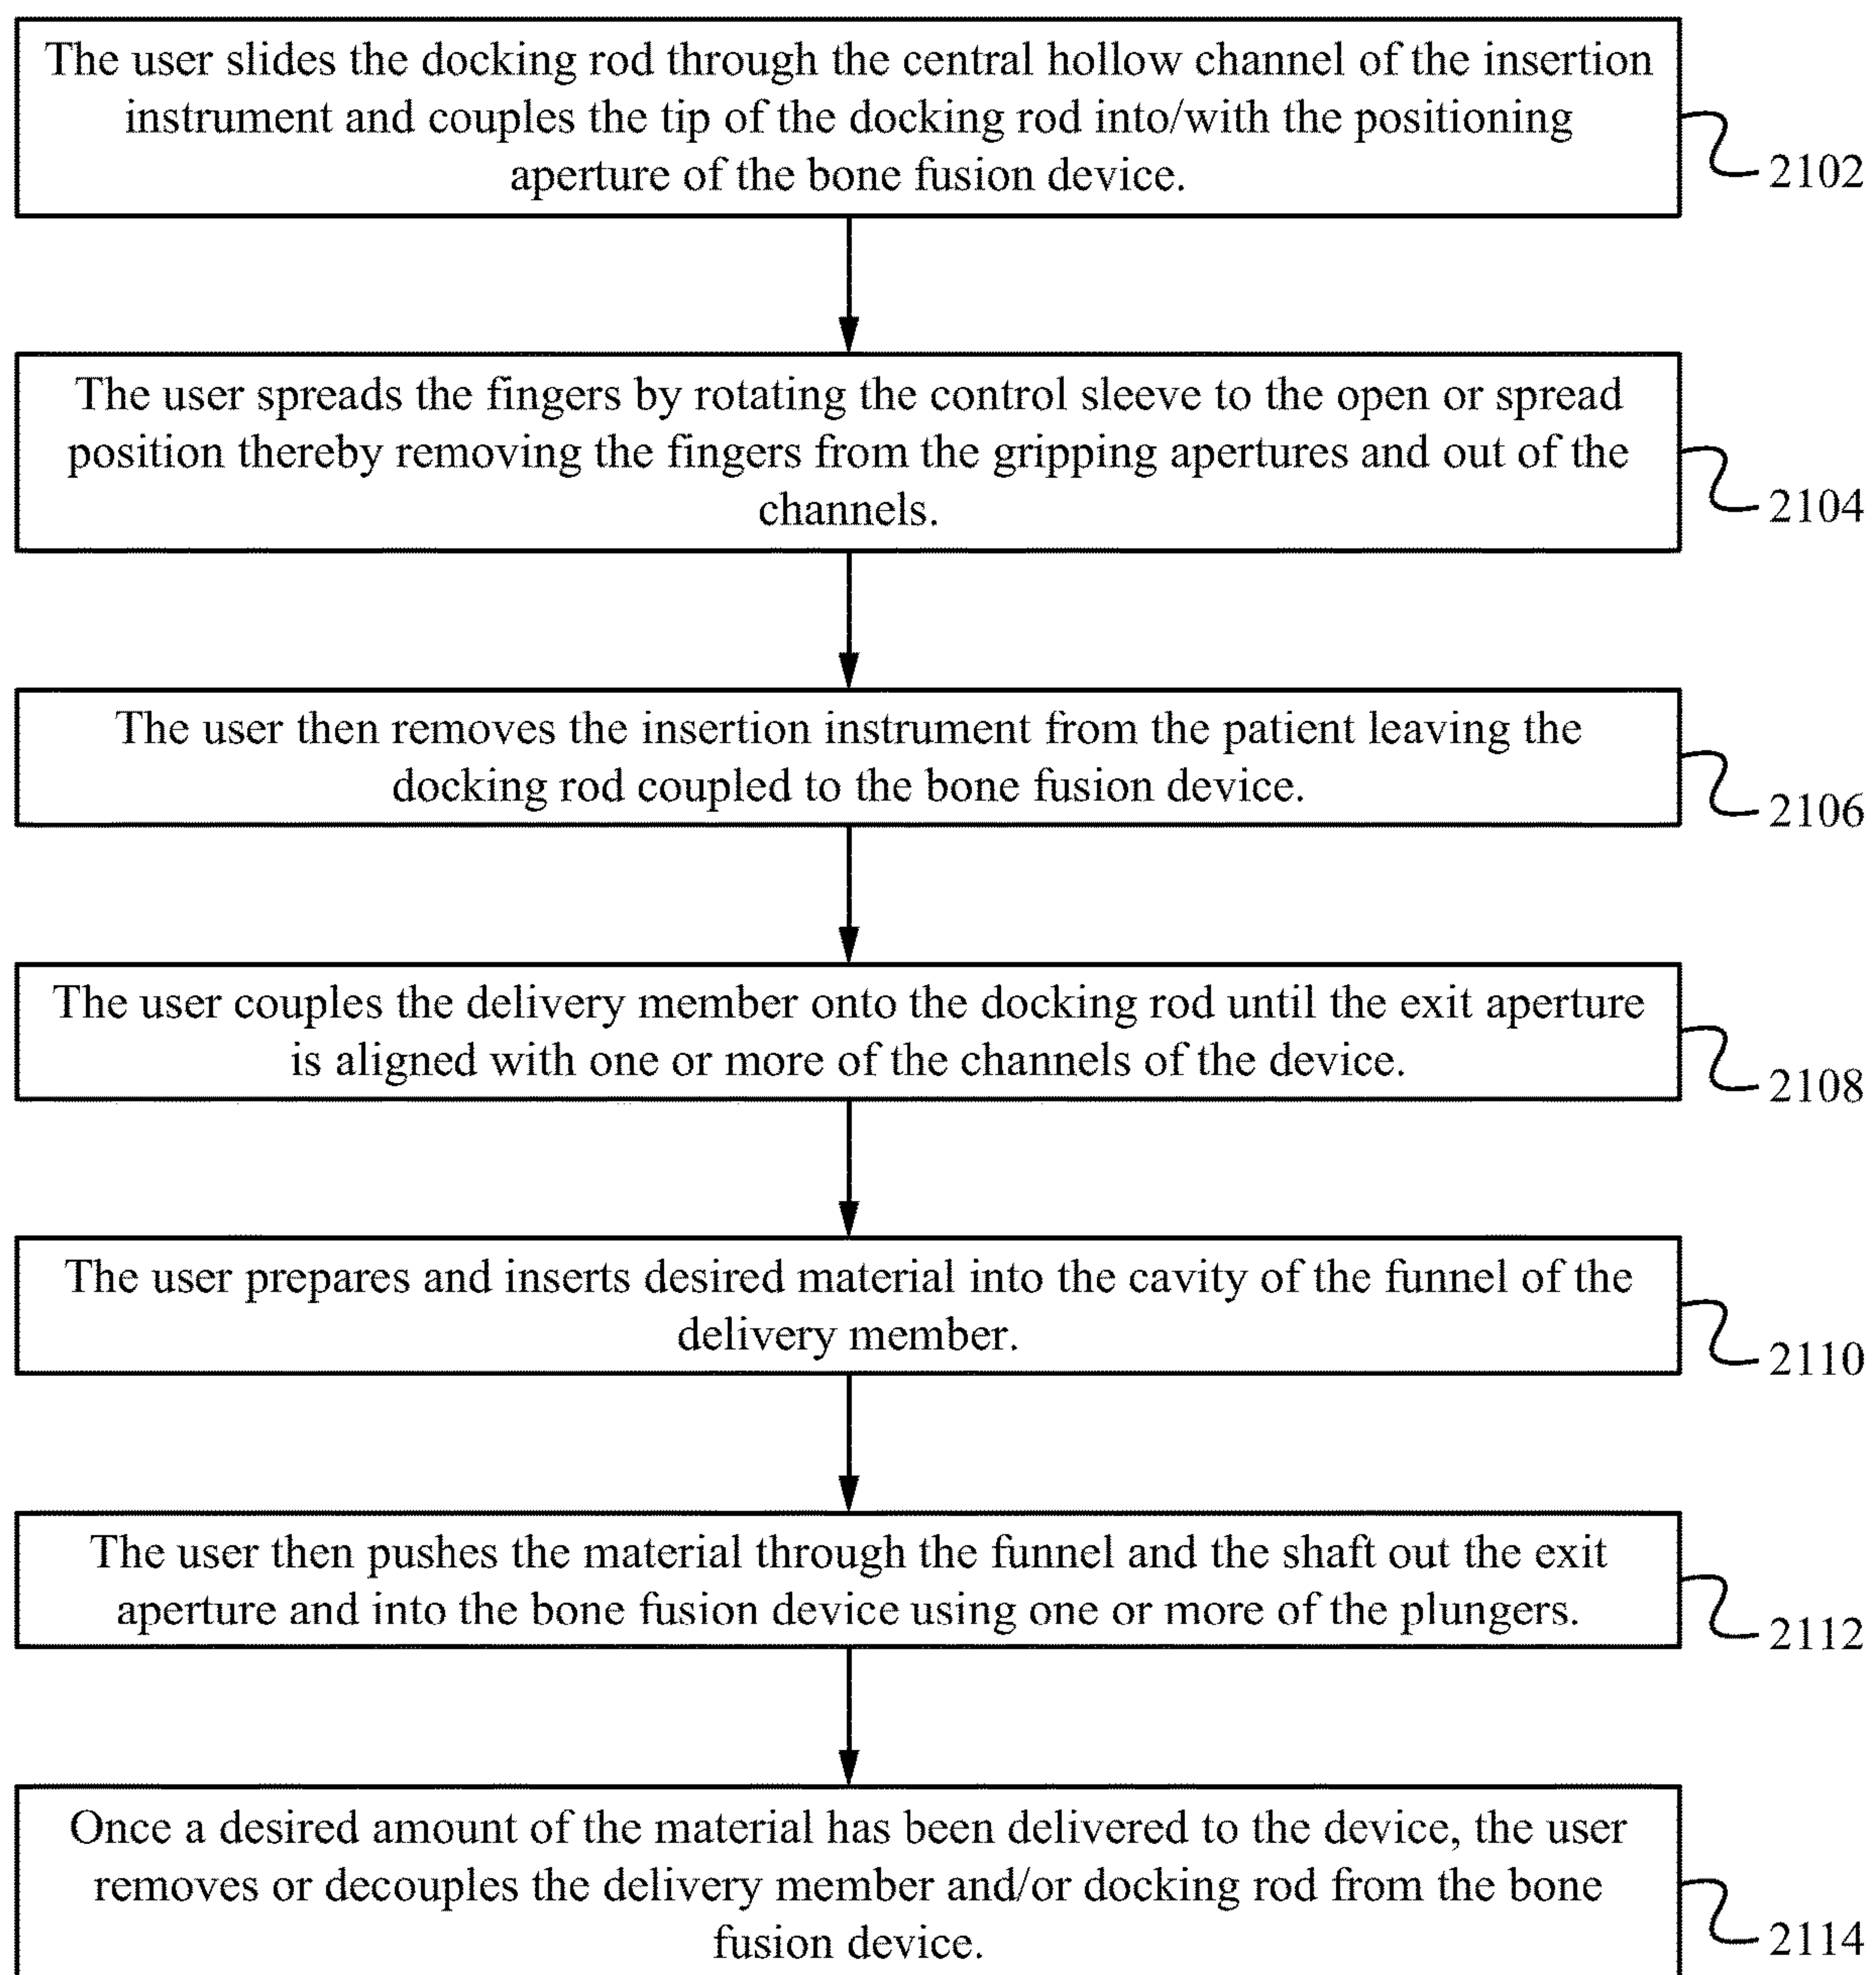 The user slides the docking rod through the central hollow channel of the insertion
instrument and couples the tip of the docking rod into/with the positioning
aperture of the bone fusion device.
2102
The user spreads the fingers by rotating the control sleeve to the open or spread
position thereby removing the fingers from the gripping apertures and out of the
channels.
2104
The user then removes the insertion instrument from the patient leaving the
docking rod coupled to the bone fusion device.
2106
The user couples the delivery member onto the docking rod until the exit aperture
is aligned with one or more of the channels of the device.
2108
The user prepares and inserts desired material into the cavity of the funnel of the
delivery member.
2110
The user then pushes the material through the funnel and the shaft out the exit
aperture and into the bone fusion device using one or more of the plungers.
2112
Once a desired amount of the material has been delivered to the device, the user
removes or decouples the delivery member and/or docking rod from the bone
fusion device.
2114